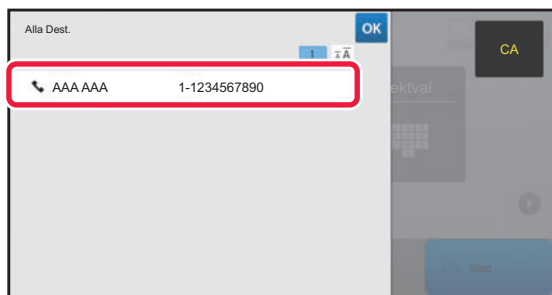 Alla Dest.
OK
CA
1
AAA AAA 1-1234567890
ektval
Start